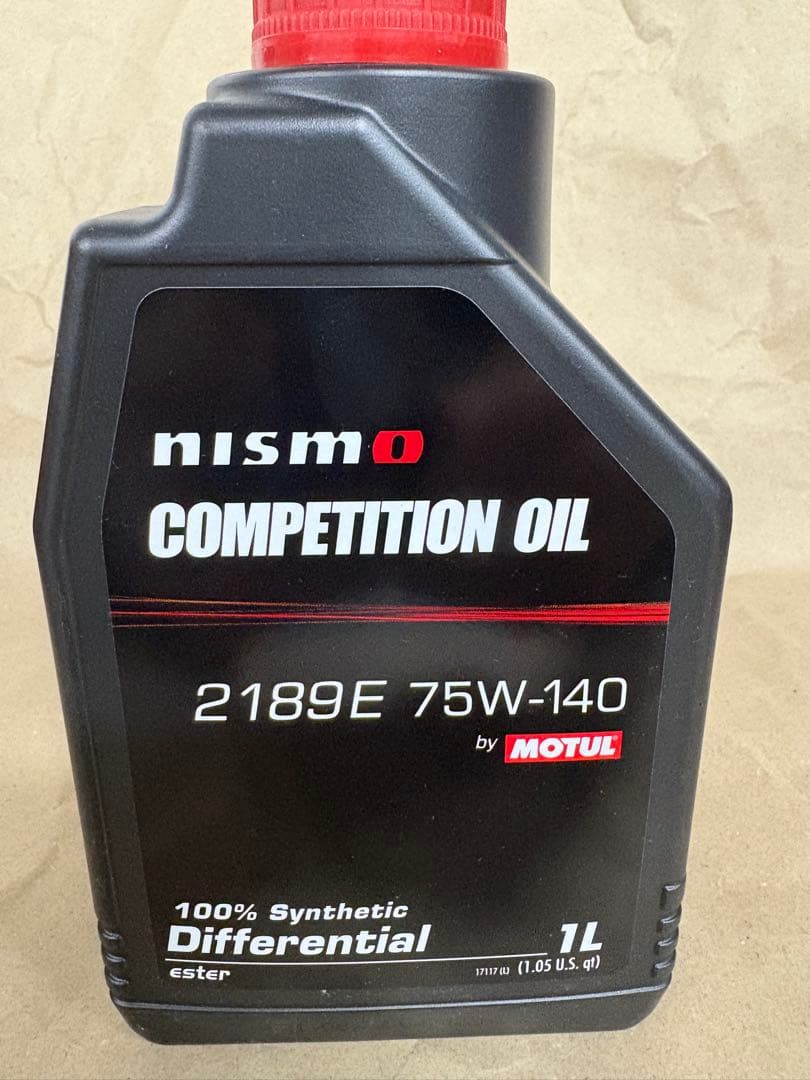 nismo
COMPETITION OIL
2189E 75W-140
by MOTUL®
100% Synthetic
Differential 1L
ester 17117 (L) (1.05 U.S. qt)